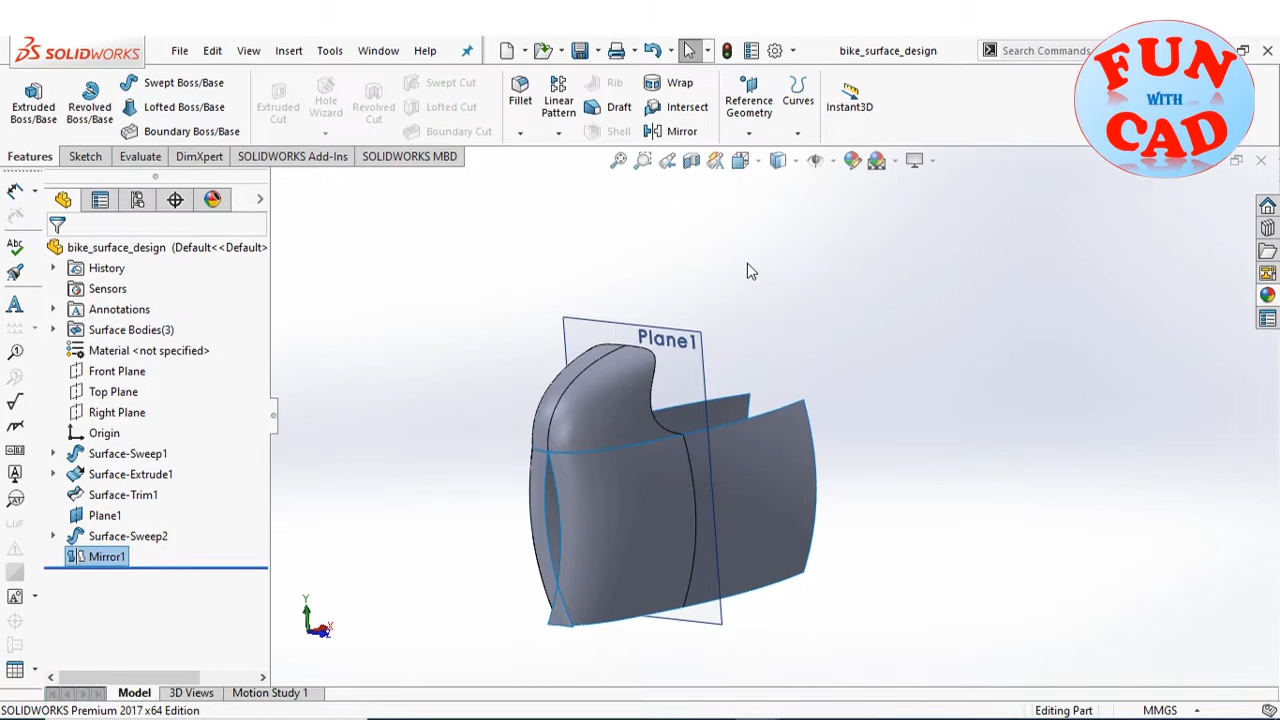 SOLIDWORKS
File Edit View Insert Tools Window Help
bike_surface_design
Search Commands
FUN
WITH
CAD
Extruded Boss/Base
Revolved Boss/Base
Swept Boss/Base
Lofted Boss/Base
Boundary Boss/Base
Extruded Cut
Hole Wizard
Revolved Cut
Swept Cut
Lofted Cut
Boundary Cut
Fillet
Linear Pattern
Rib
Draft
Shell
Wrap
Intersect
Mirror
Reference Geometry
Curves
Instant3D
Features Sketch Evaluate DimXpert SOLIDWORKS Add-Ins SOLIDWORKS MBD
bike_surface_design (Default<<Default>
History
Sensors
Annotations
Surface Bodies(3)
Material <not specified>
Front Plane
Top Plane
Right Plane
Origin
Surface-Sweep1
Surface-Extrude1
Surface-Trim1
Plane1
Surface-Sweep2
Mirror1
Plane1
Y
X
Model 3D Views Motion Study 1
SOLIDWORKS Premium 2017 x64 Edition
Editing Part
MMGS